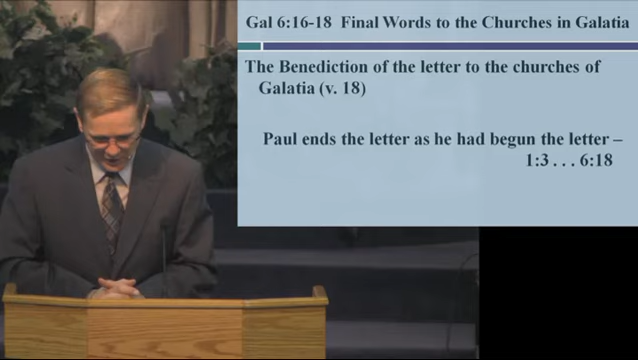 Gal 6:16-18 Final Words to the Churches in Galatia
The Benediction of the letter to the churches of
Galatia (v. 18)
Paul ends the letter as he had begun the letter –
1:3 . . . 6:18